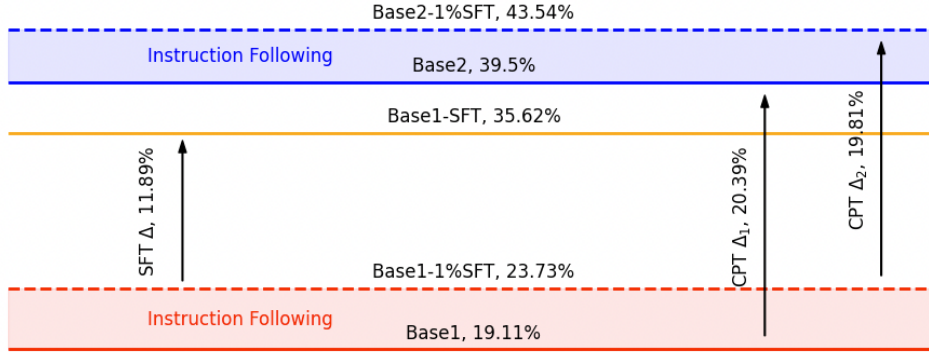 Base2-1%SFT, 43.54%
Instruction Following
Base2, 39.5%
Base1-SFT, 35.62%
SFT Δ, 11.89%
CPT Δ₁, 20.39%
CPT Δ₂, 19.81%
Base1-1%SFT, 23.73%
Instruction Following
Base1, 19.11%